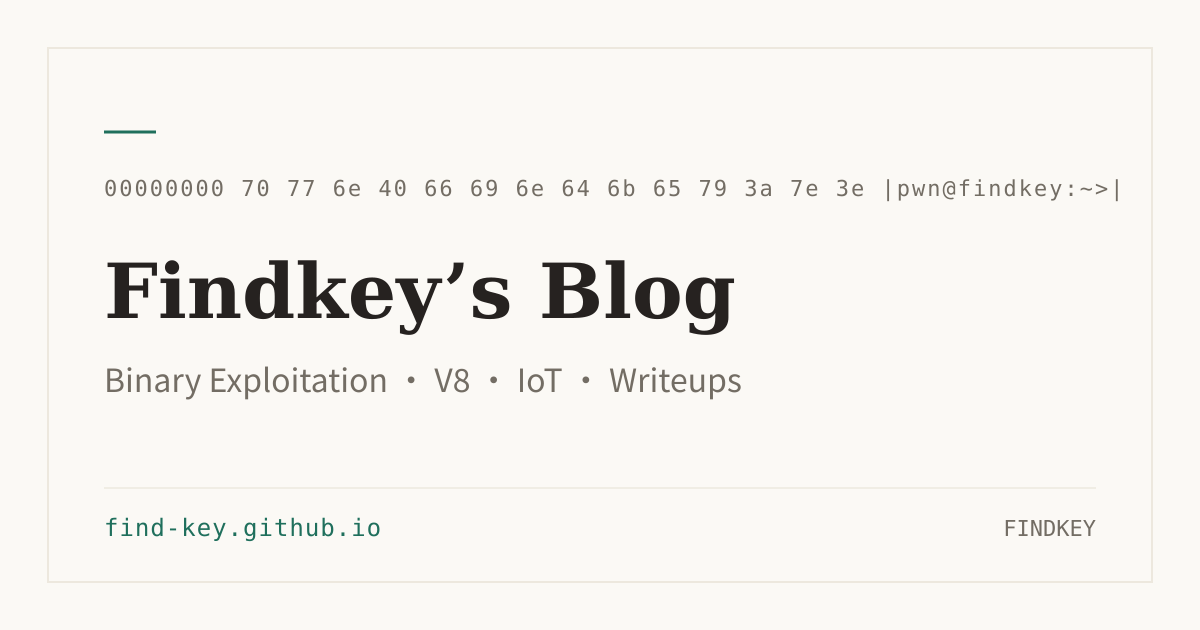 00000000 70 77 6e 40 66 69 6e 64 6b 65 79 3a 7e 3e |pwn@findkey:~>|
Findkey’s Blog
Binary Exploitation • V8 • IoT • Writeups
find-key.github.io
FINDKEY